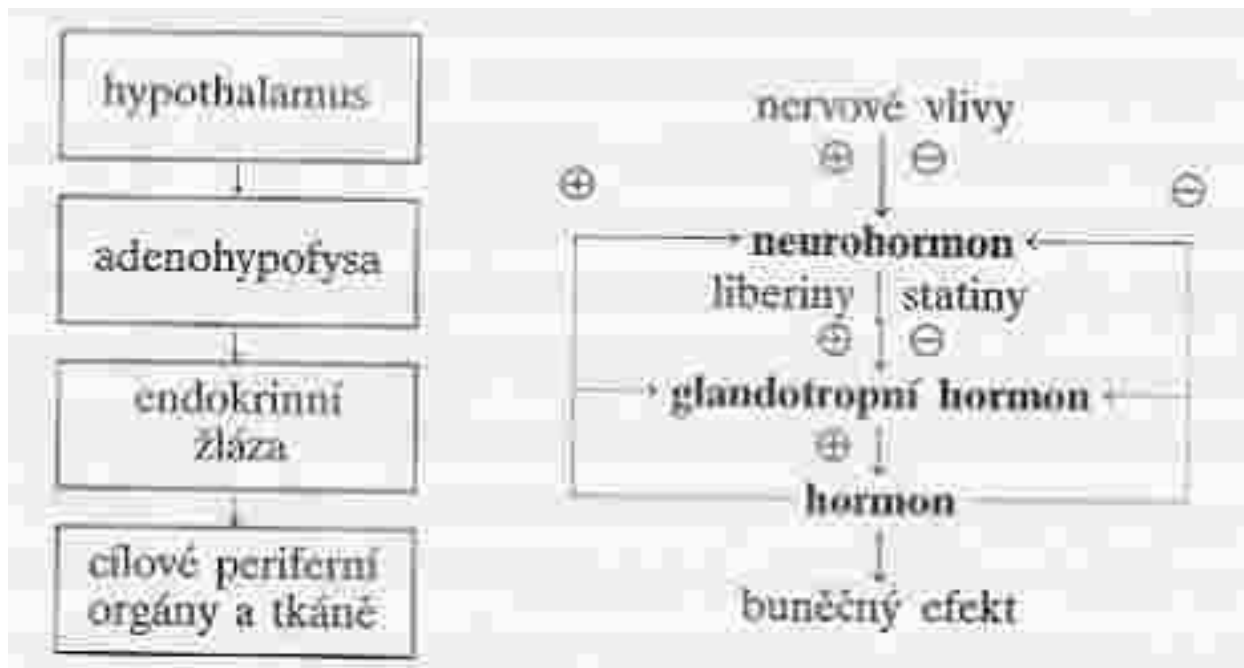 hypothalamus
adenohypofysa
endokrinní
žláza
cílové periferní
orgány a tkáně
nervové vlivy
⊕ ⊖
⊕ ⊖
neurohormon
liberiny statiny
⊕ ⊖
glandotropní hormon
⊕
hormon
buněčný efekt